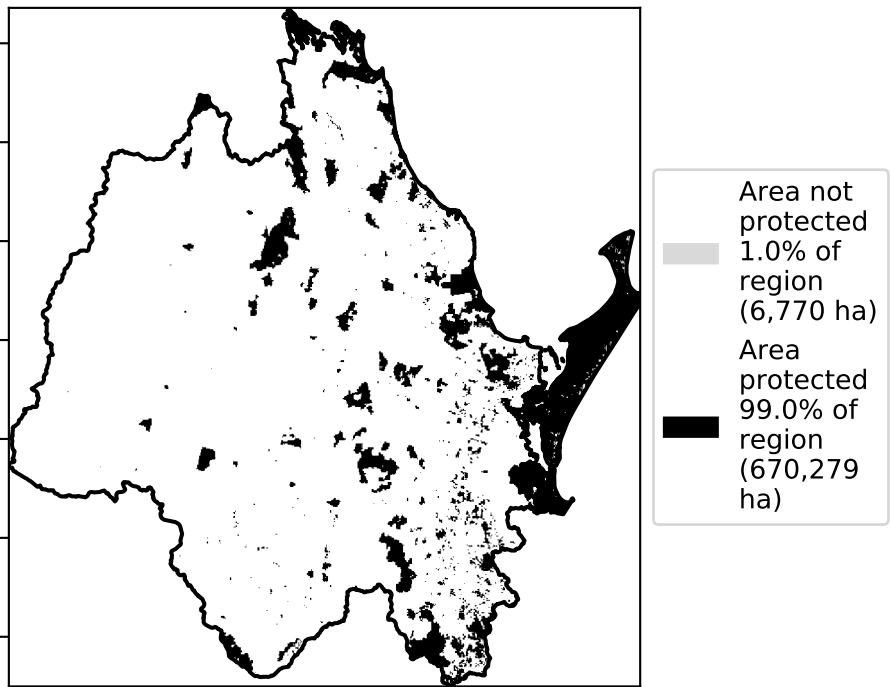 Area not
protected
1.0% of
region
(6,770 ha)
Area
protected
99.0% of
region
(670,279
ha)